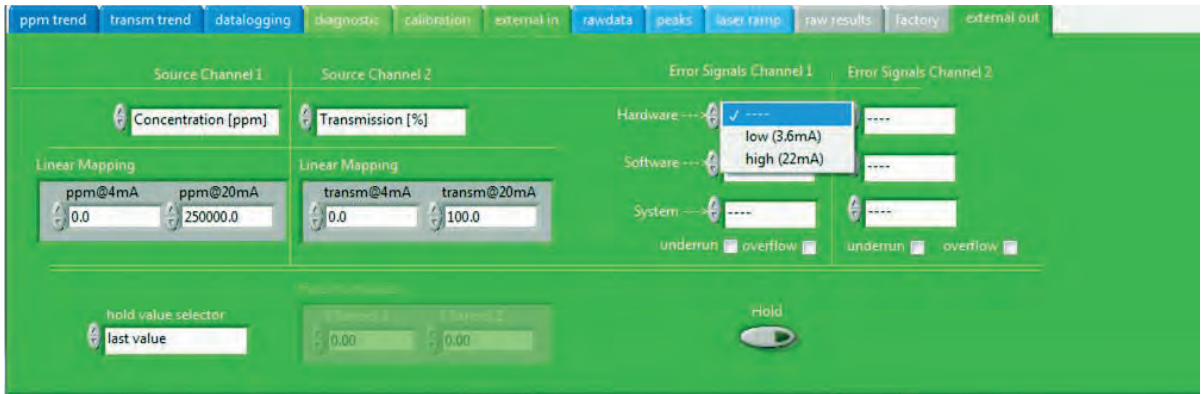 ppm trend transm trend datalogging diagnostic calibration external in rawdata peaks laser ramp raw results factory external out
Source Channel 1 Source Channel 2 Error Signals Channel 1 Error Signals Channel 2
Concentration [ppm] Transmission [%] Hardware ---> ✓ ---- ----
low (3,6mA)
high (22mA)
Linear Mapping Linear Mapping Software ---> ----
ppm@4mA ppm@20mA transm@4mA transm@20mA
0.0 250000.0 0.0 100.0 System ---> ---- ----
underrun overflow underrun overflow
hold value selector Hold
last value 0.00 0.00